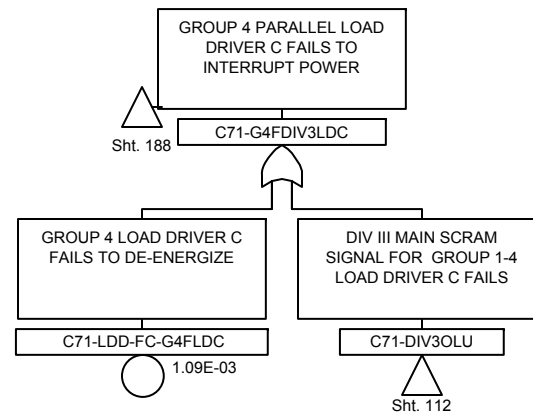 GROUP 4 PARALLEL LOAD
DRIVER C FAILS TO
INTERRUPT POWER
C71-G4FDIV3LDC
Sht. 188
GROUP 4 LOAD DRIVER C
FAILS TO DE-ENERGIZE
C71-LDD-FC-G4FLDC
1.09E-03
DIV III MAIN SCRAM
SIGNAL FOR GROUP 1-4
LOAD DRIVER C FAILS
C71-DIV3OLU
Sht. 112